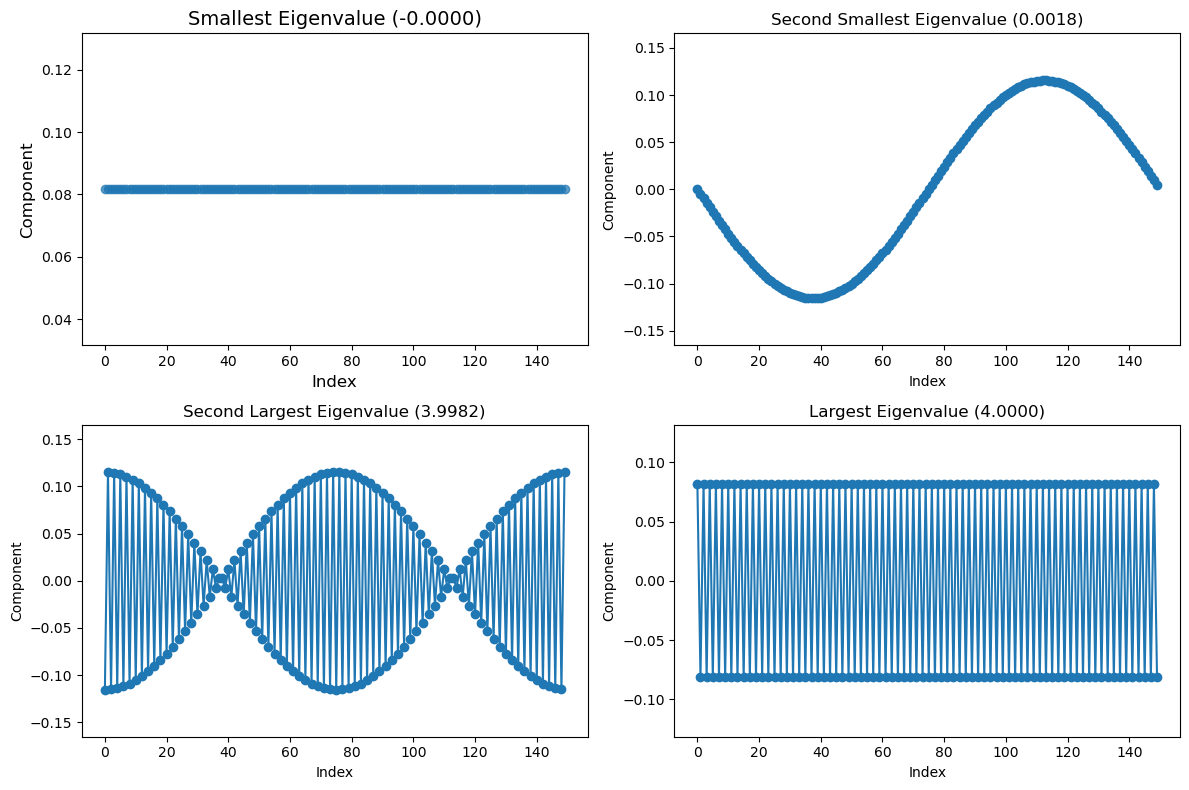 Smallest Eigenvalue (-0.0000)
0.12
0.10
0.08
0.06
0.04
Component
0 20 40 60 80 100 120 140
Index
Second Smallest Eigenvalue (0.0018)
0.15
0.10
0.05
0.00
−0.05
−0.10
−0.15
Component
0 20 40 60 80 100 120 140
Index
Second Largest Eigenvalue (3.9982)
0.15
0.10
0.05
0.00
−0.05
−0.10
−0.15
Component
0 20 40 60 80 100 120 140
Index
Largest Eigenvalue (4.0000)
0.10
0.05
0.00
−0.05
−0.10
Component
0 20 40 60 80 100 120 140
Index